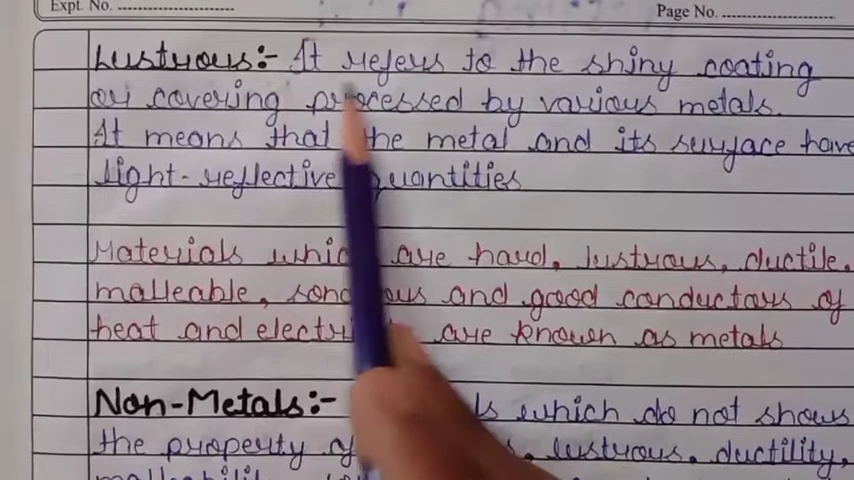 Expt. No.
Page No.
Lustrous:- It refers to the shiny coating
or covering processed by various metals.
It means that the metal and its surface have
light-reflective quantities
Materials which are hard, lustrous, ductile,
malleable, and good conductors of
heat and are known as metals
Non-Metals:- which do not shows
the property of lustrous, ductility,